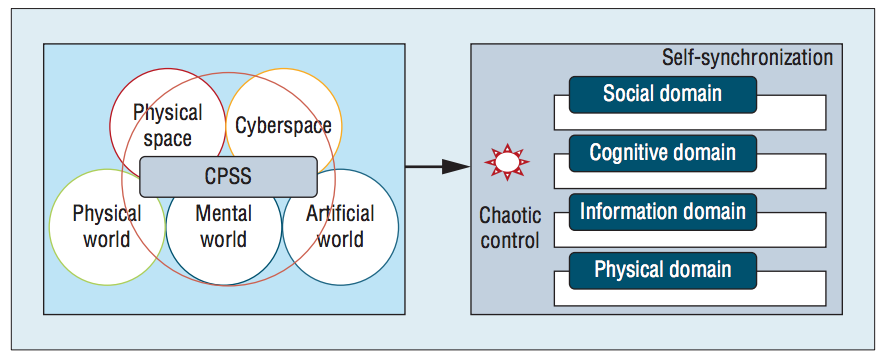 Physical
space
Cyberspace
CPSS
Physical
world
Mental
world
Artificial
world
Self-synchronization
Chaotic
control
Social domain
Cognitive domain
Information domain
Physical domain